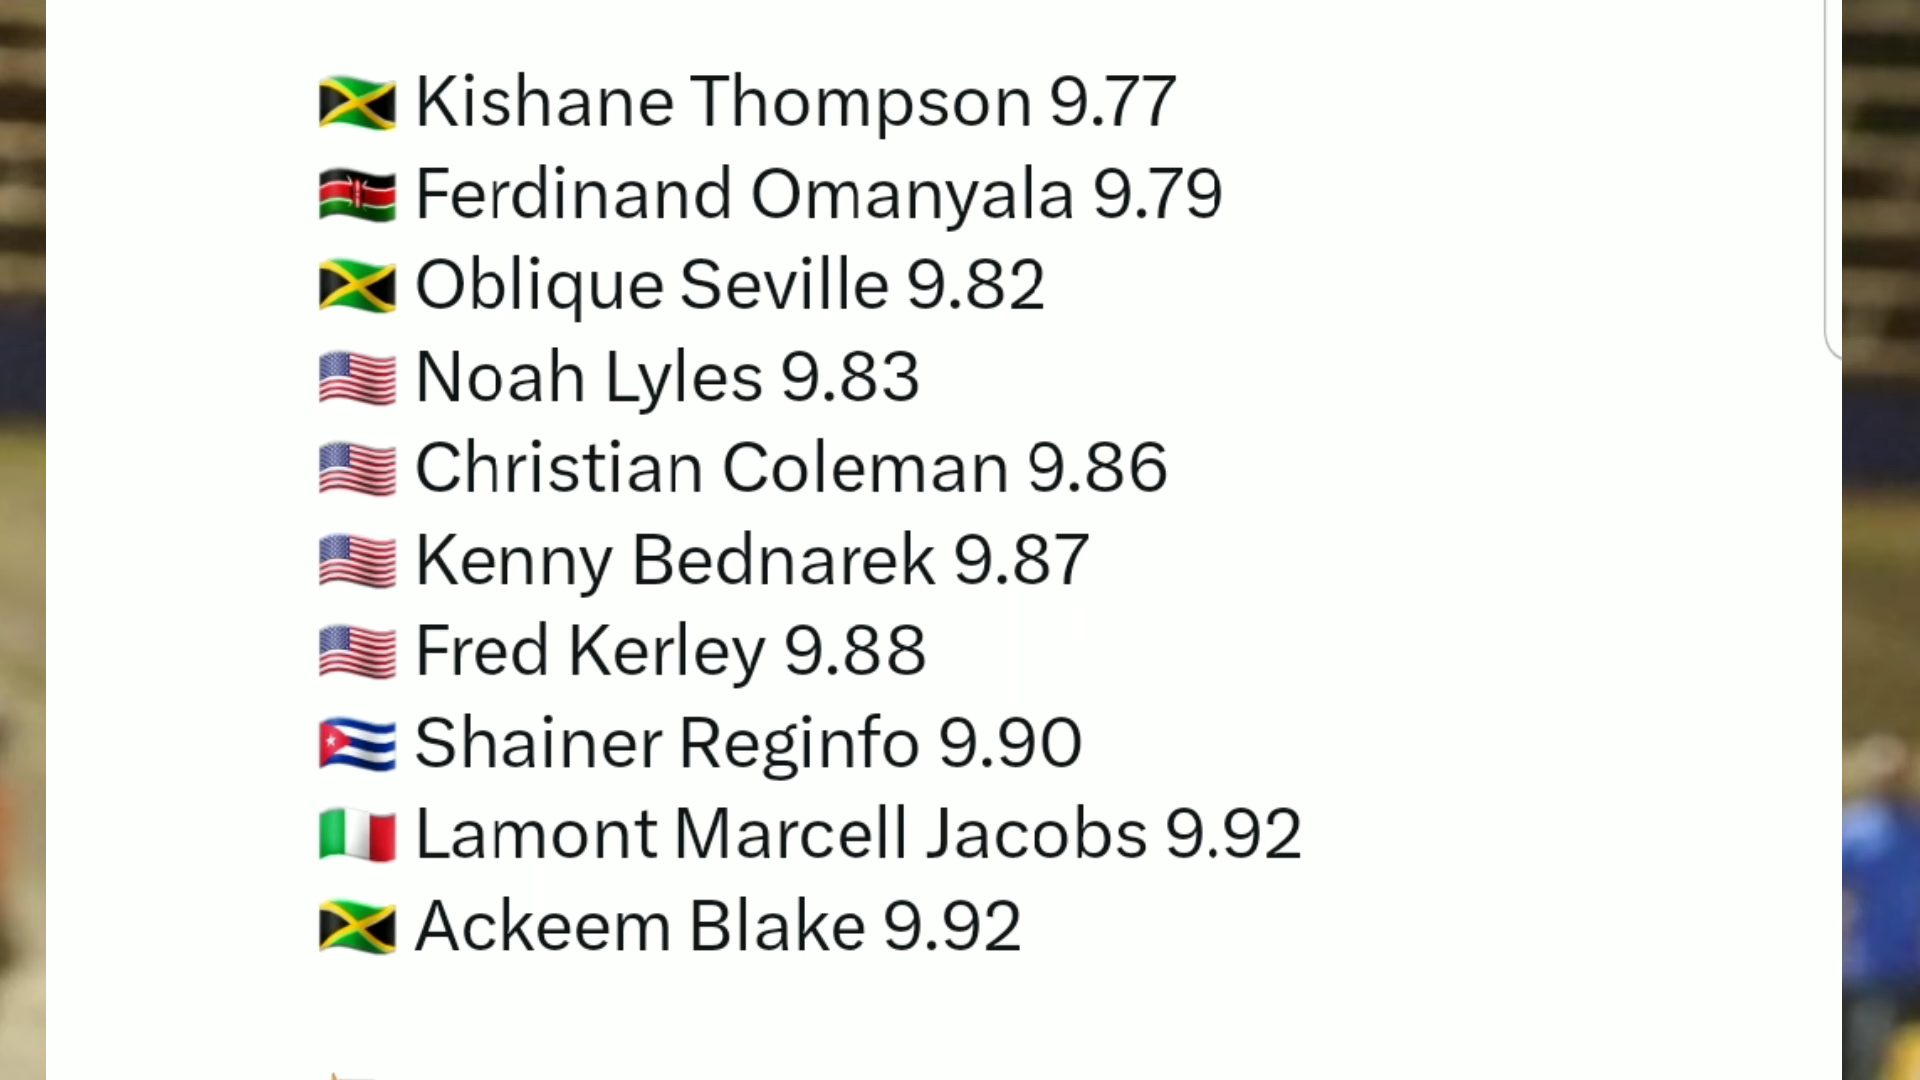 🇯🇲 Kishane Thompson 9.77
🇰🇪 Ferdinand Omanyala 9.79
🇯🇲 Oblique Seville 9.82
🇺🇸 Noah Lyles 9.83
🇺🇸 Christian Coleman 9.86
🇺🇸 Kenny Bednarek 9.87
🇺🇸 Fred Kerley 9.88
🇨🇺 Shainer Reginfo 9.90
🇮🇹 Lamont Marcell Jacobs 9.92
🇯🇲 Ackeem Blake 9.92